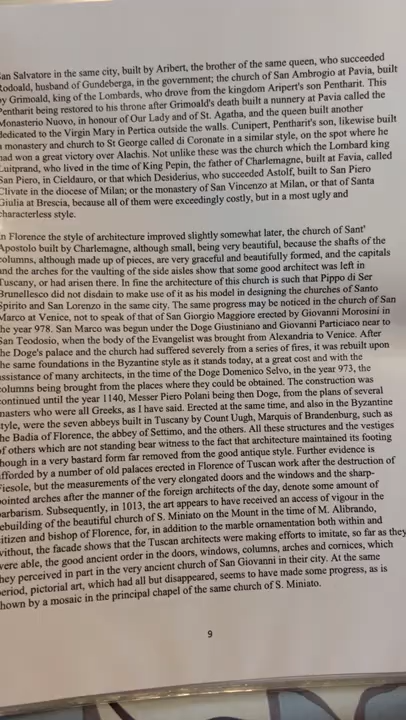 San Salvatore in the same city, built by Aribert, the brother of the same queen, who succeeded
Rodoald, husband of Gundeberga, in the government; the church of San Ambrogio at Pavia, built
by Grimoald, king of the Lombards, who drove from the kingdom Aripert's son Pentharit. This
Pentharit being restored to his throne after Grimoald's death built a nunnery at Pavia called the
Monasterio Nuovo, in honour of Our Lady and of St. Agatha, and the queen built another
dedicated to the Virgin Mary in Pertica outside the walls. Cunipert, Pentharit's son, likewise built
a monastery and church to St George called di Coronate in a similar style, on the spot where he
had won a great victory over Alachis. Not unlike these was the church which the Lombard king
Luitprand, who lived in the time of King Pepin, the father of Charlemagne, built at Favia, called
San Piero, in Cieldauro, or that which Desiderius, who succeeded Astolf, built to San Piero
Clivate in the diocese of Milan; or the monastery of San Vincenzo at Milan, or that of Santa
Giulia at Brescia, because all of them were exceedingly costly, but in a most ugly and
characterless style.
In Florence the style of architecture improved slightly somewhat later, the church of Sant'
Apostolo built by Charlemagne, although small, being very beautiful, because the shafts of the
columns, although made up of pieces, are very graceful and beautifully formed, and the capitals
and the arches for the vaulting of the side aisles show that some good architect was left in
Tuscany, or had arisen there. In fine the architecture of this church is such that Pippo di Ser
Brunellesco did not disdain to make use of it as his model in designing the churches of Santo
Spirito and San Lorenzo in the same city. The same progress may be noticed in the church of San
Marco at Venice, not to speak of that of San Giorgio Maggiore erected by Giovanni Morosini in
the year 978. San Marco was begun under the Doge Giustiniano and Giovanni Particiaco near to
San Teodosio, when the body of the Evangelist was brought from Alexandria to Venice. After
the Doge's palace and the church had suffered severely from a series of fires, it was rebuilt upon
the same foundations in the Byzantine style as it stands today, at a great cost and with the
assistance of many architects, in the time of the Doge Domenico Selvo, in the year 973, the
columns being brought from the places where they could be obtained. The construction was
continued until the year 1140, Messer Piero Polani being then Doge, from the plans of several
masters who were all Greeks, as I have said. Erected at the same time, and also in the Byzantine
style, were the seven abbeys built in Tuscany by Count Ugh, Marquis of Brandenburg, such as
the Badia of Florence, the abbey of Settimo, and the others. All these structures and the vestiges
of others which are not standing bear witness to the fact that architecture maintained its footing
though in a very bastard form far removed from the good antique style. Further evidence is
afforded by a number of old palaces erected in Florence of Tuscan work after the destruction of
Fiesole, but the measurements of the very elongated doors and the windows and the sharp-
pointed arches after the manner of the foreign architects of the day, denote some amount of
barbarism. Subsequently, in 1013, the art appears to have received an access of vigour in the
rebuilding of the beautiful church of S. Miniato on the Mount in the time of M. Alibrando,
citizen and bishop of Florence, for, in addition to the marble ornamentation both within and
without, the facade shows that the Tuscan architects were making efforts to imitate, so far as they
were able, the good ancient order in the doors, windows, columns, arches and cornices, which
they perceived in part in the very ancient church of San Giovanni in their city. At the same
period, pictorial art, which had all but disappeared, seems to have made some progress, as is
shown by a mosaic in the principal chapel of the same church of S. Miniato.
9